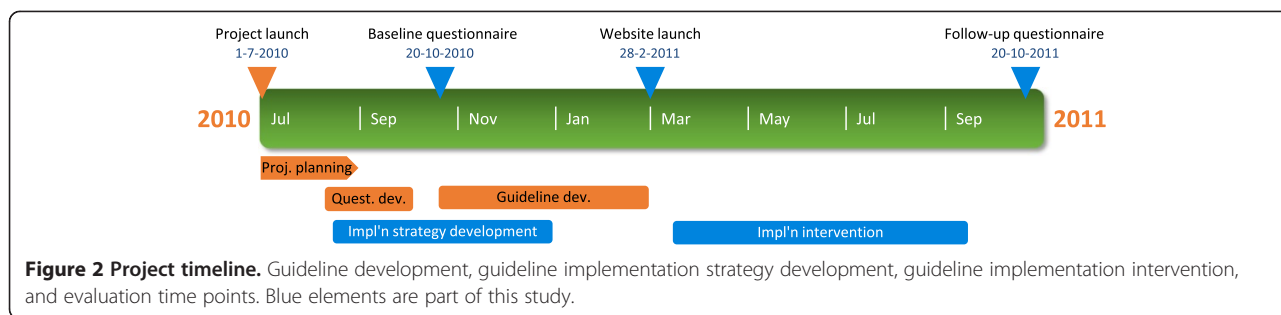 Project launch Baseline questionnaire Website launch Follow-up questionnaire
1-7-2010 20-10-2010 28-2-2011 20-10-2011
2010 Jul Sep Nov Jan Mar May Jul Sep 2011
Proj. planning
Quest. dev. Guideline dev.
Impl'n strategy development Impl'n intervention
Figure 2 Project timeline. Guideline development, guideline implementation strategy development, guideline implementation intervention,
and evaluation time points. Blue elements are part of this study.